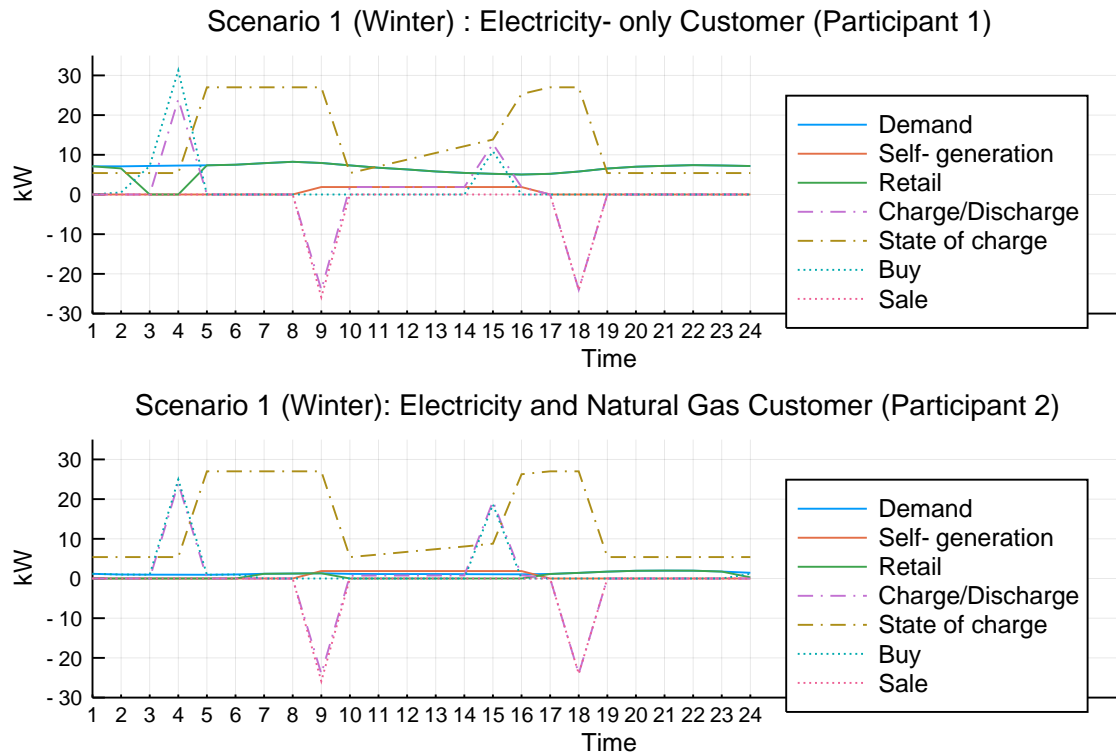 Scenario 1 (Winter) : Electricity- only Customer (Participant 1)
30
20
10
0
- 10
- 20
- 30
kW
1 2 3 4 5 6 7 8 9 10 11 12 13 14 15 16 17 18 19 20 21 22 23 24
Time
Demand
Self- generation
Retail
Charge/Discharge
State of charge
Buy
Sale
Scenario 1 (Winter): Electricity and Natural Gas Customer (Participant 2)
30
20
10
0
- 10
- 20
- 30
kW
1 2 3 4 5 6 7 8 9 10 11 12 13 14 15 16 17 18 19 20 21 22 23 24
Time
Demand
Self- generation
Retail
Charge/Discharge
State of charge
Buy
Sale